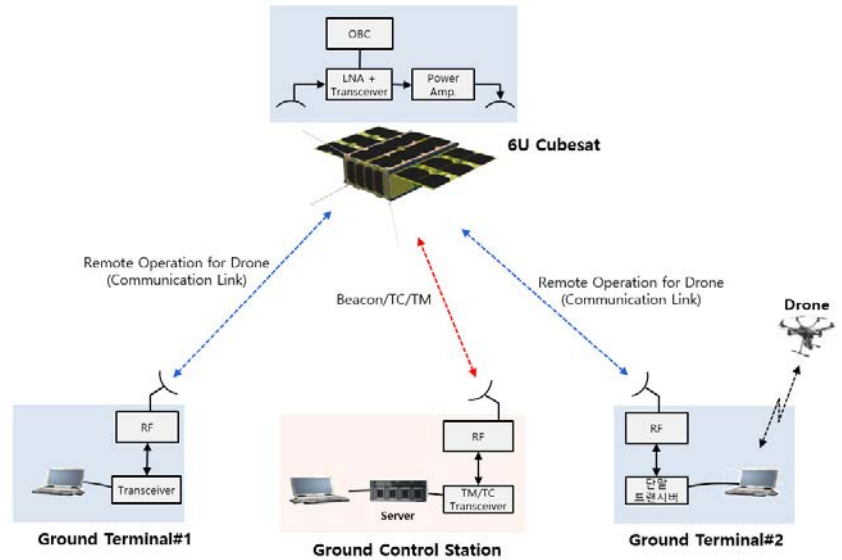 OBC
LNA +
Transceiver
Power
Amp.
6U Cubesat
Remote Operation for Drone
(Communication Link)
Beacon/TC/TM
Remote Operation for Drone
(Communication Link)
Drone
RF
Transceiver
Ground Terminal#1
RF
Server
TM/TC
Transceiver
Ground Control Station
RF
단말
트랜시버
Ground Terminal#2